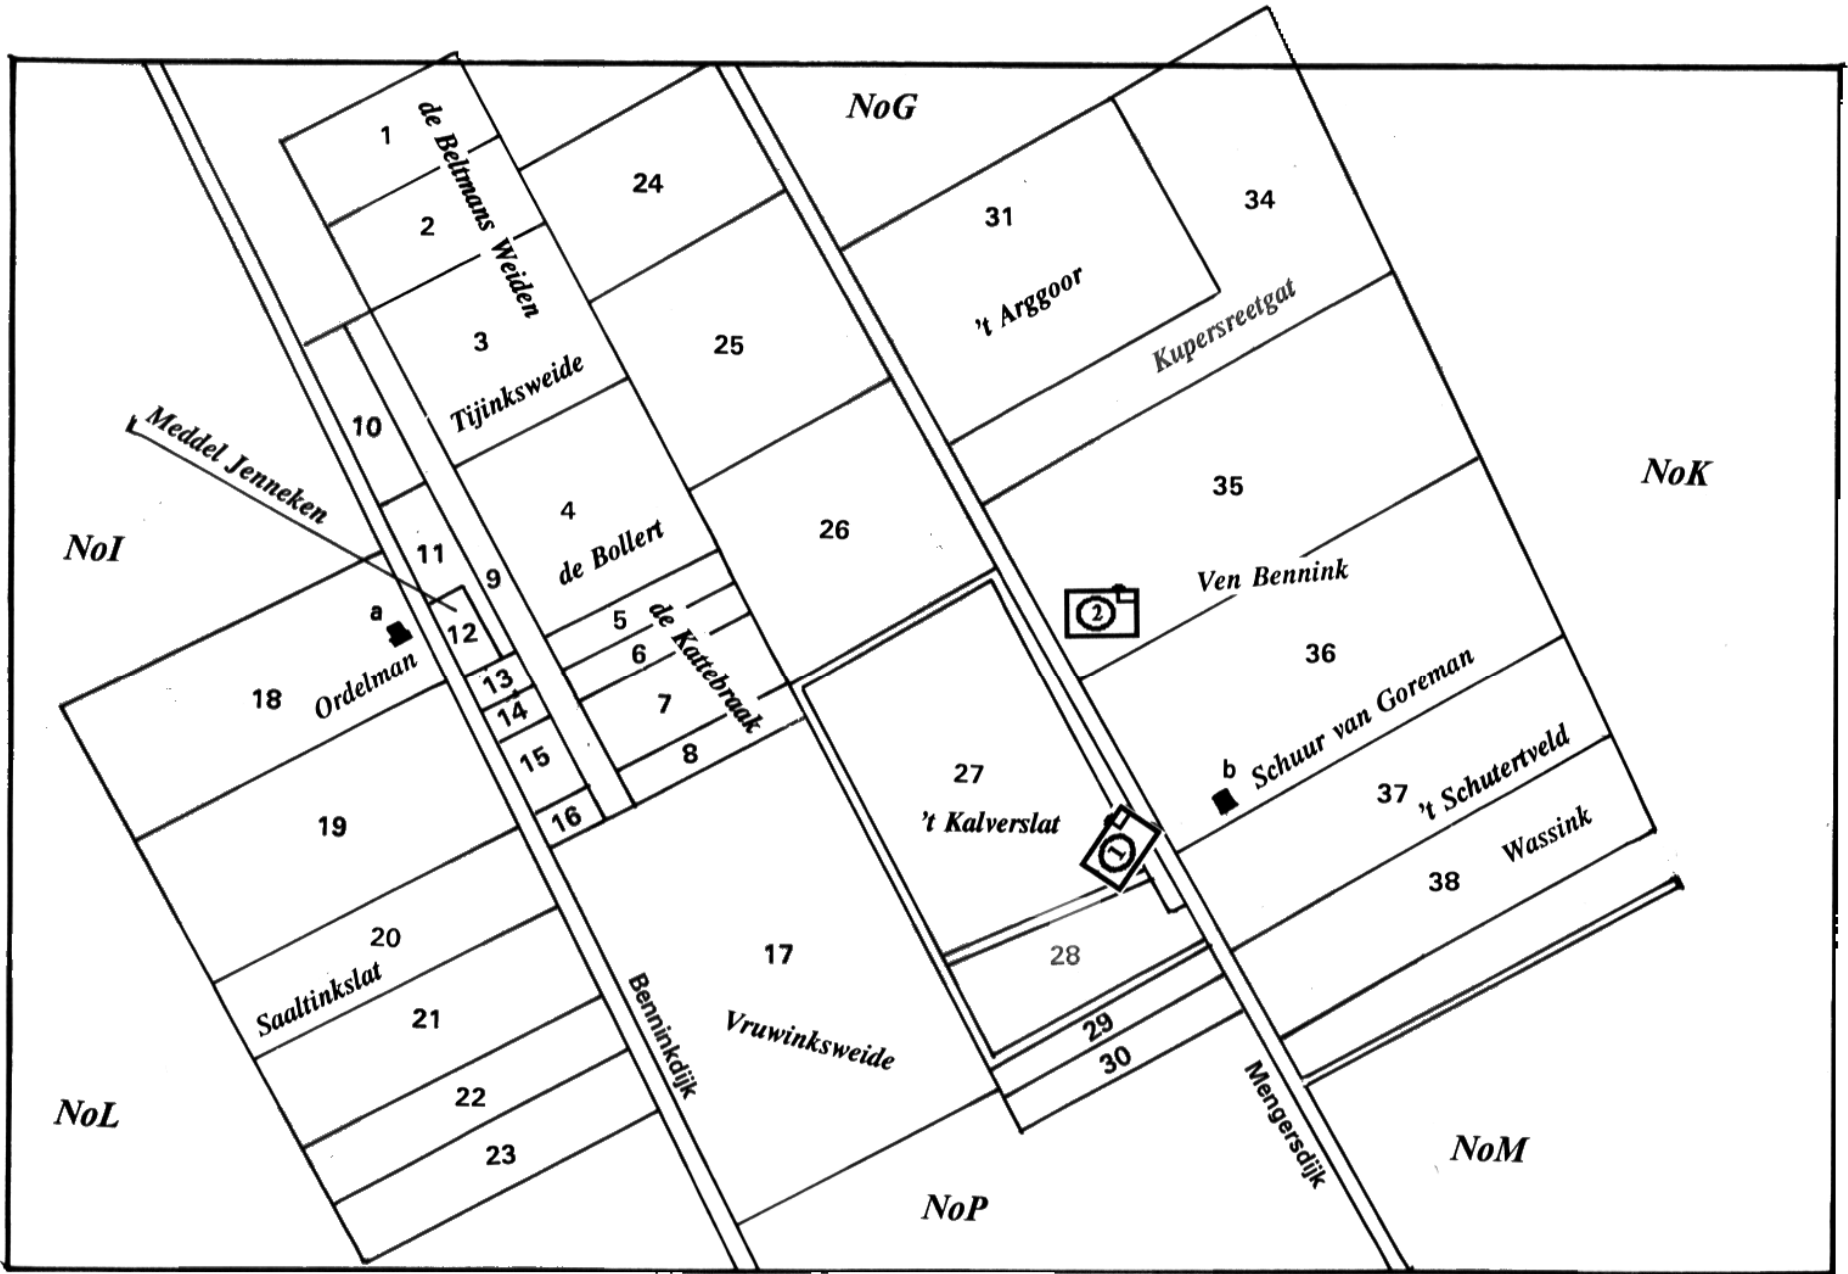 NoG
1
de Beltmans Weiden
2
24
31
34
't Arggoor
Kupersreetgat
3
25
Tijinksweide
10
Meddel Jenneken
NoK
35
4
26
de Bollert
NoI
11
9
Ven Bennink
a
12
5
de Kattebraak
2
6
36
18
Ordelman
13
7
14
Schuur van Goreman
8
15
27
b
37
't Schutertveld
16
19
't Kalverslat
1
Wassink
38
20
17
28
Saaltinkslat
21
Benninkdijk
Vruwinksweide
29
30
22
Mengersdijk
NoL
23
NoM
NoP